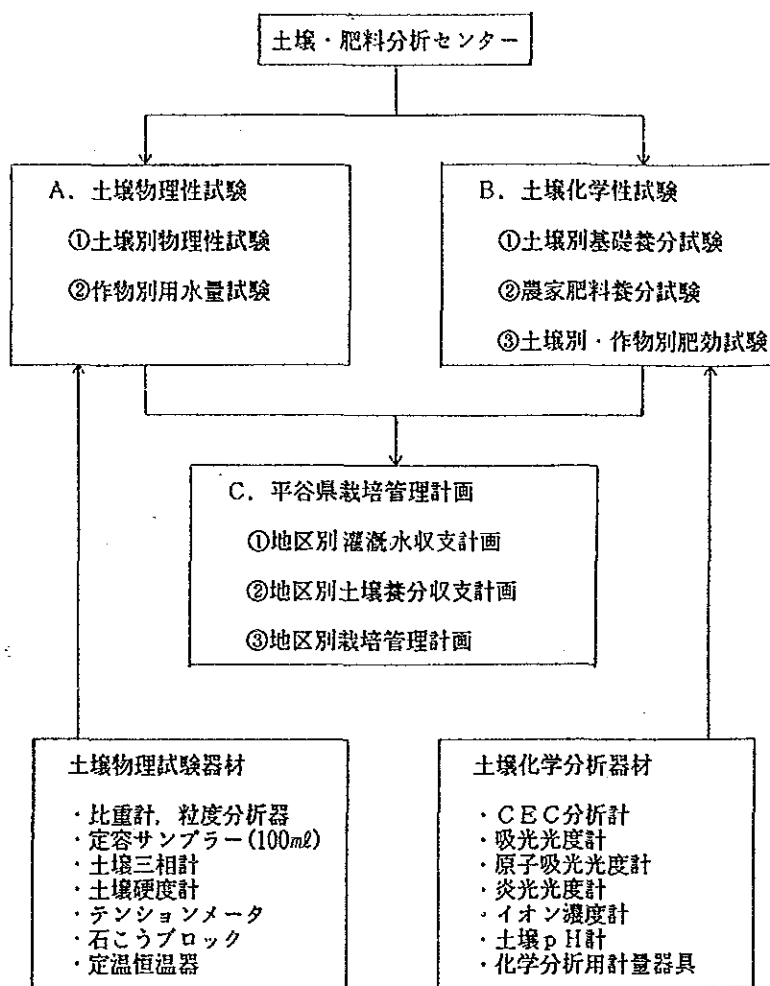 土壌・肥料分析センター
A. 土壌物理性試験
①土壌別物理性試験
②作物別用水量試験
B. 土壌化学性試験
①土壌別基礎養分試験
②農家肥料養分試験
③土壌別・作物別肥効試験
C. 平谷県栽培管理計画
①地区別灌漑水収支計画
②地区別土壌養分収支計画
③地区別栽培管理計画
土壌物理試験器材
・比重計, 粒度分析器
・定容サンプラー(100㎖)
・土壌三相計
・土壌硬度計
・テンションメータ
・石こうブロック
・定温恒温器
土壌化学分析器材
・CEC分析計
・吸光光度計
・原子吸光光度計
・炎光光度計
・イオン濃度計
・土壌pH計
・化学分析用計量器具